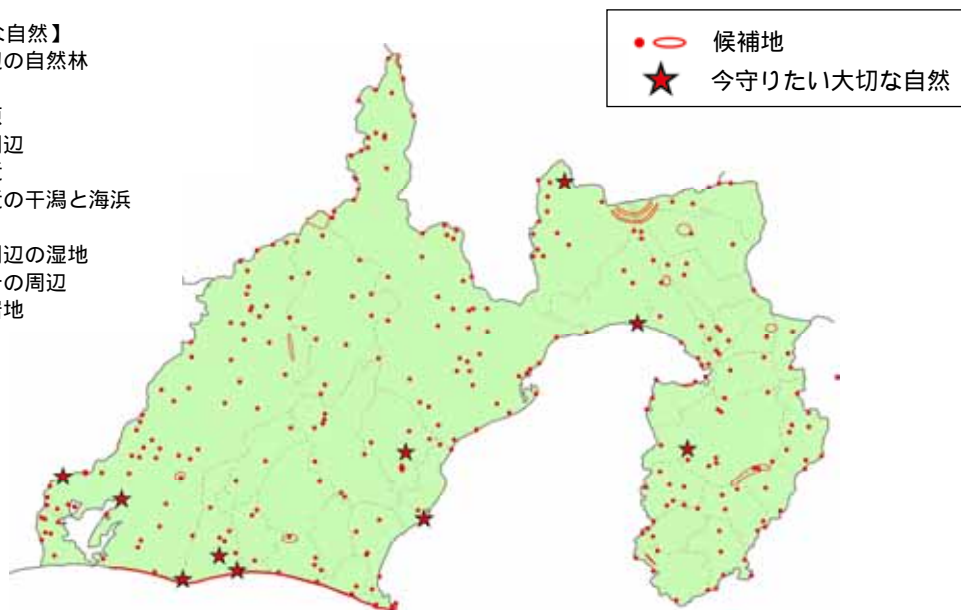 な自然】
の自然林
周辺
の干潟と海浜
周辺の湿地
の周辺
候補地
今守りたい大切な自然